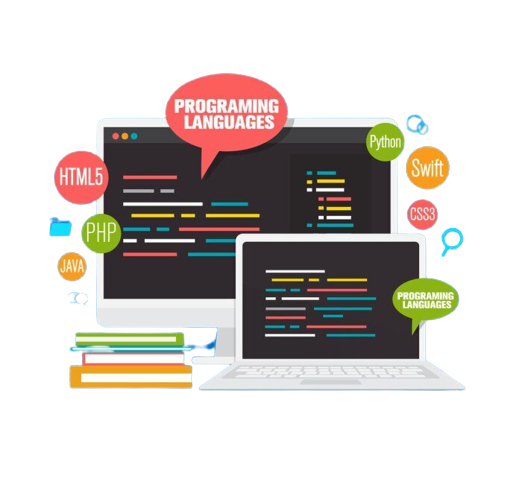 PROGRAMING
LANGUAGES
Python
HTML5
Swift
CSS3
PHP
JAVA
PROGRAMING
LANGUAGES